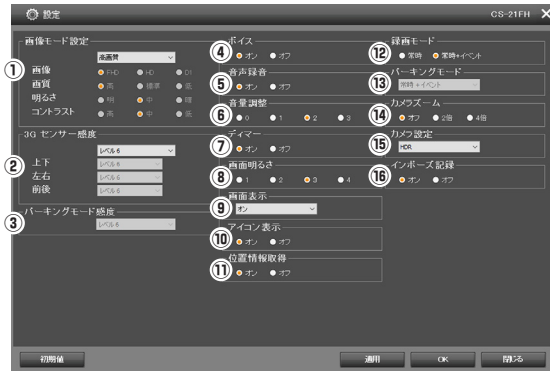 設定
CS-21FH
画像モード設定
①
高画質
画像 FHD HD D1
画質 高 標準 低
明るさ 明 中 暗
コントラスト 高 中 低
3G センサー感度
②
レベル 6
上下 レベル 6
左右 レベル 6
前後 レベル 6
パーキングモード感度
③
レベル 6
ボイス
④ オン オフ
音声録音
⑤ オン オフ
音量調整
⑥ 0 1 2 3
ディマー
⑦ オン オフ
画面明るさ
⑧ 1 2 3 4
画面表示
⑨ オン
アイコン表示
⑩ オン オフ
位置情報取得
⑪ オン オフ
録画モード
⑫ 常時 常時+イベント
パーキングモード
⑬ 常時+イベント
カメラズーム
⑭ オフ 2倍 4倍
カメラ設定
⑮ HDR
インポーズ記録
⑯ オン オフ
初期値
適用
OK
閉じる